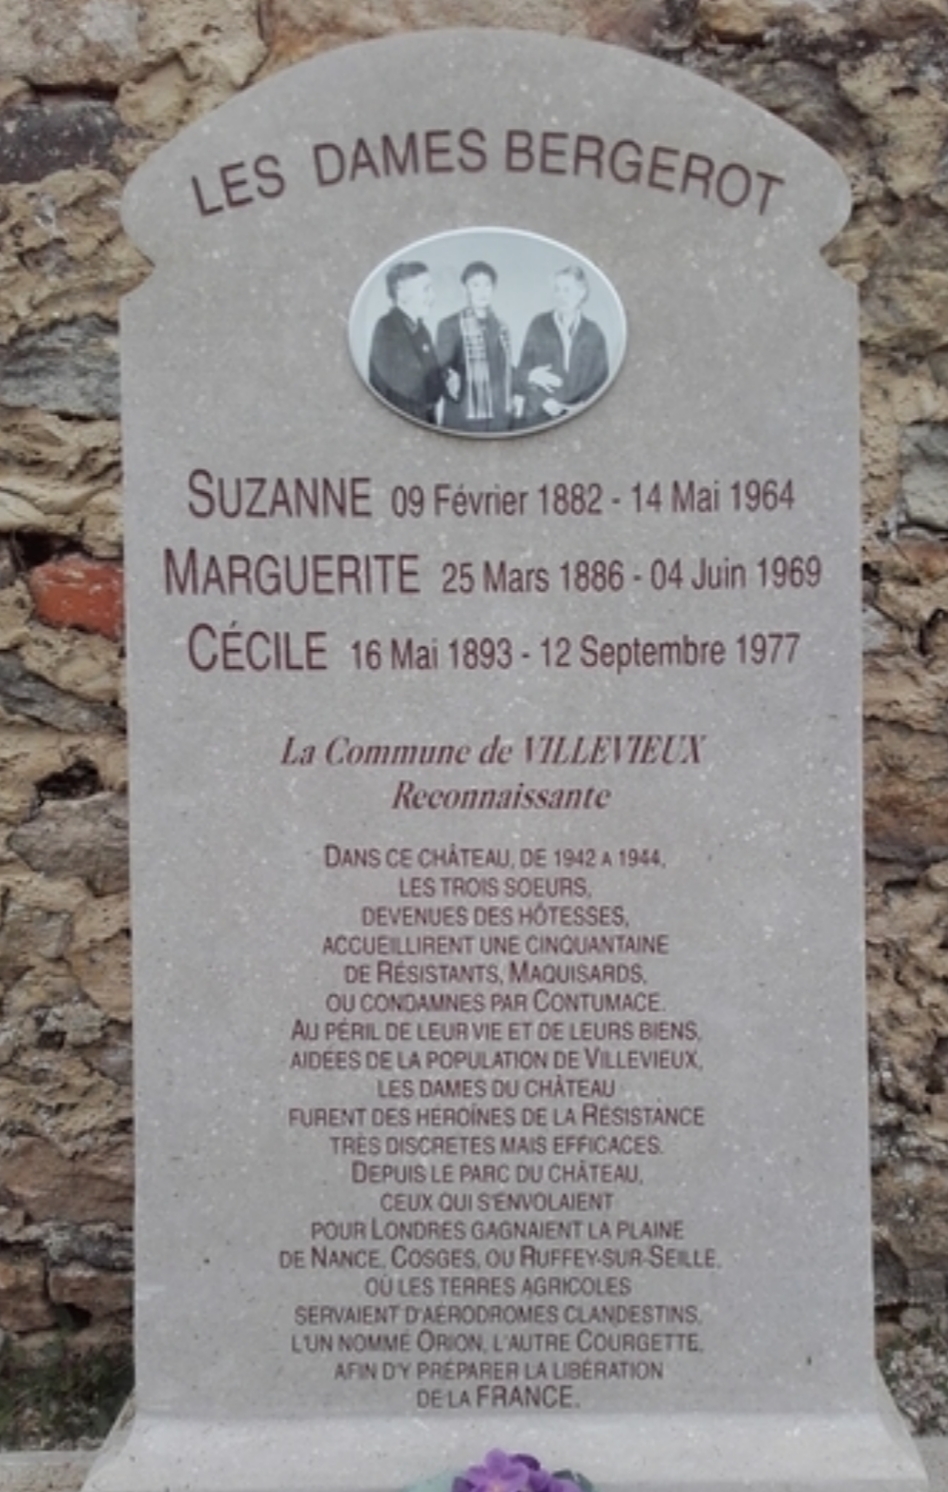 LES DAMES BERGEROT
SUZANNE 09 Février 1882 - 14 Mai 1964
MARGUERITE 25 Mars 1886 - 04 Juin 1969
CÉCILE 16 Mai 1893 - 12 Septembre 1977
La Commune de VILLEVIEUX
Reconnaissante
DANS CE CHÂTEAU, DE 1942 A 1944,
LES TROIS SOEURS,
DEVENUES DES HÔTESSES,
ACCUEILLIRENT UNE CINQUANTAINE
DE RÉSISTANTS, MAQUISARDS,
OU CONDAMNES PAR CONTUMACE.
AU PÉRIL DE LEUR VIE ET DE LEURS BIENS,
AIDÉES DE LA POPULATION DE VILLEVIEUX,
LES DAMES DU CHÂTEAU
FURENT DES HÉROÏNES DE LA RÉSISTANCE
TRÈS DISCRETES MAIS EFFICACES.
DEPUIS LE PARC DU CHÂTEAU,
CEUX QUI S'ENVOLAIENT
POUR LONDRES GAGNAIENT LA PLAINE
DE NANCE, COSGES, OU RUFFEY-SUR-SEILLE,
OÙ LES TERRES AGRICOLES
SERVAIENT D'AÉRODROMES CLANDESTINS,
L'UN NOMMÉ ORION, L'AUTRE COURGETTE,
AFIN D'Y PRÉPARER LA LIBÉRATION
DE LA FRANCE.